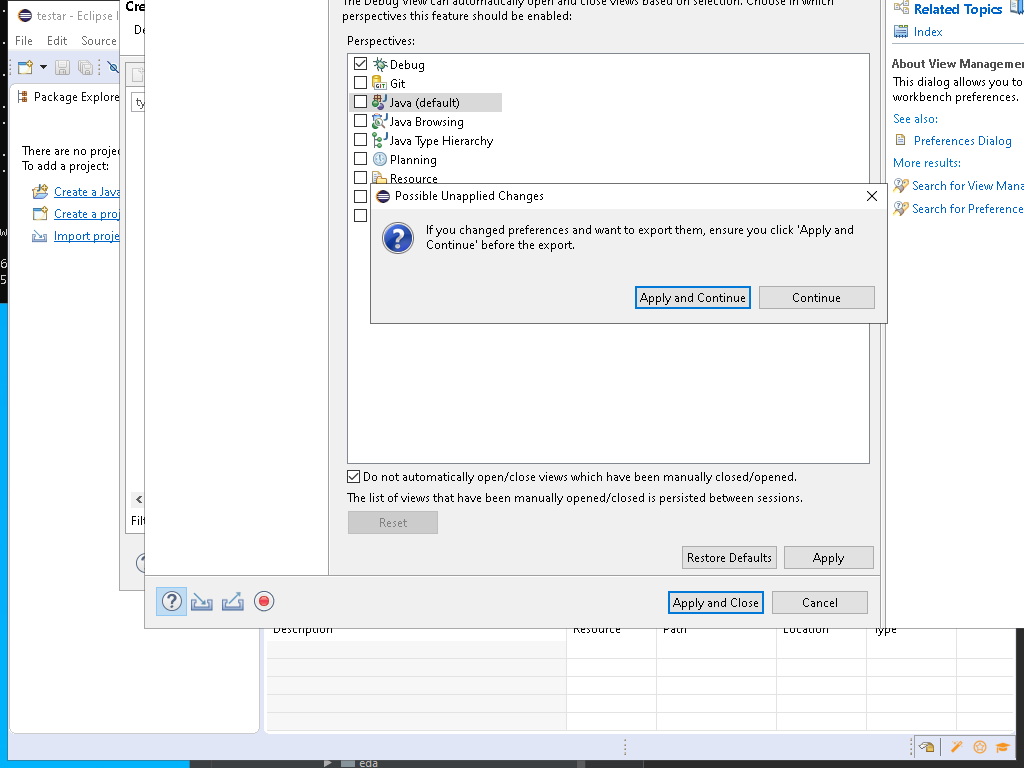 testar - Eclipse I
File Edit Source
Package Explore
There are no projec
To add a project:
Create a Java
Create a proj
Import proje
Cre
De
ty
<
Filt
The Debug View can automatically open and close views based on selection. Choose in which
perspectives this feature should be enabled:
Perspectives:
Debug
Git
Java (default)
Java Browsing
Java Type Hierarchy
Planning
Resource
Possible Unapplied Changes
If you changed preferences and want to export them, ensure you click 'Apply and
Continue' before the export.
Apply and Continue Continue
Do not automatically open/close views which have been manually closed/opened.
The list of views that have been manually opened/closed is persisted between sessions.
Reset
Restore Defaults Apply
Apply and Close Cancel
Related Topics
Index
About View Managemen
This dialog allows you to
workbench preferences.
See also:
Preferences Dialog
More results:
Search for View Mana
Search for Preference
Description Resource Path Location Type
eda